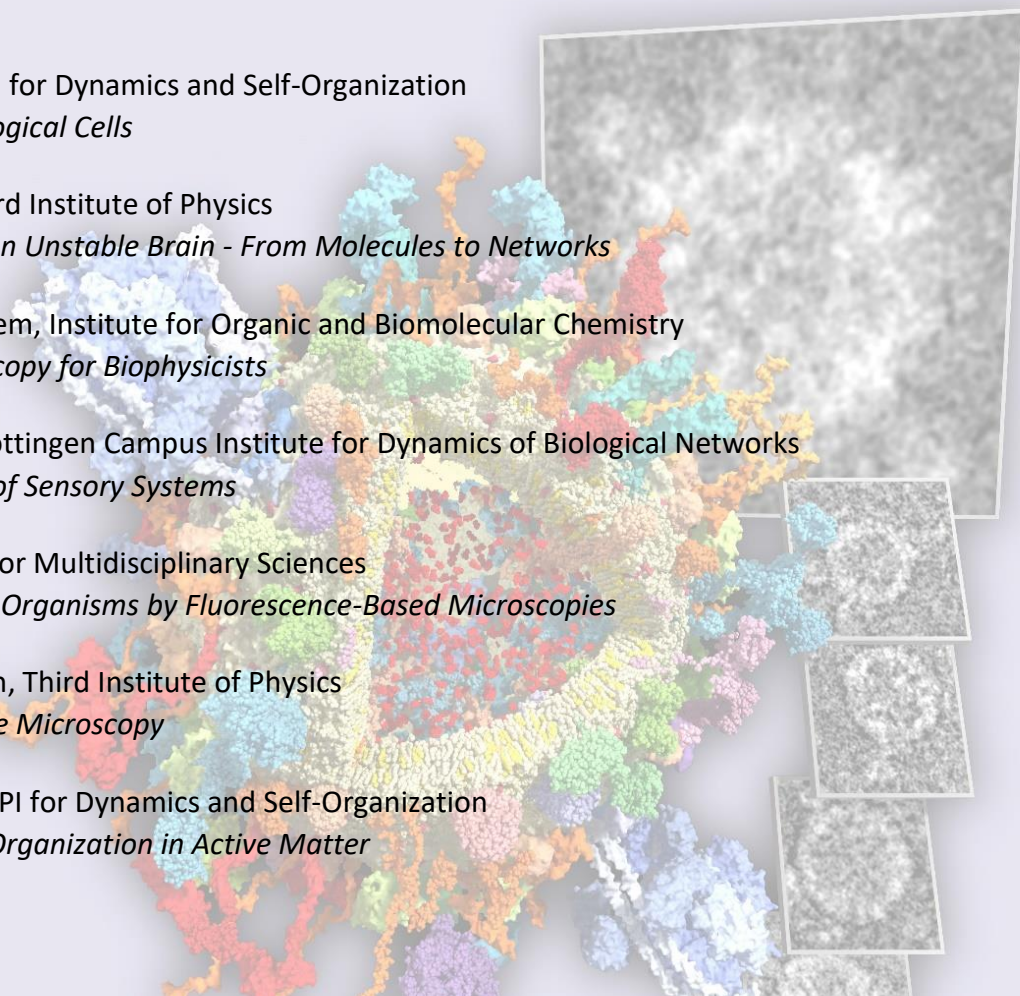 for Dynamics and Self-Organization
ogical Cells
rd Institute of Physics
n Unstable Brain - From Molecules to Networks
em, Institute for Organic and Biomolecular Chemistry
copy for Biophysicists
ottingen Campus Institute for Dynamics of Biological Networks
of Sensory Systems
or Multidisciplinary Sciences
Organisms by Fluorescence-Based Microscopies
n, Third Institute of Physics
e Microscopy
PI for Dynamics and Self-Organization
Organization in Active Matter